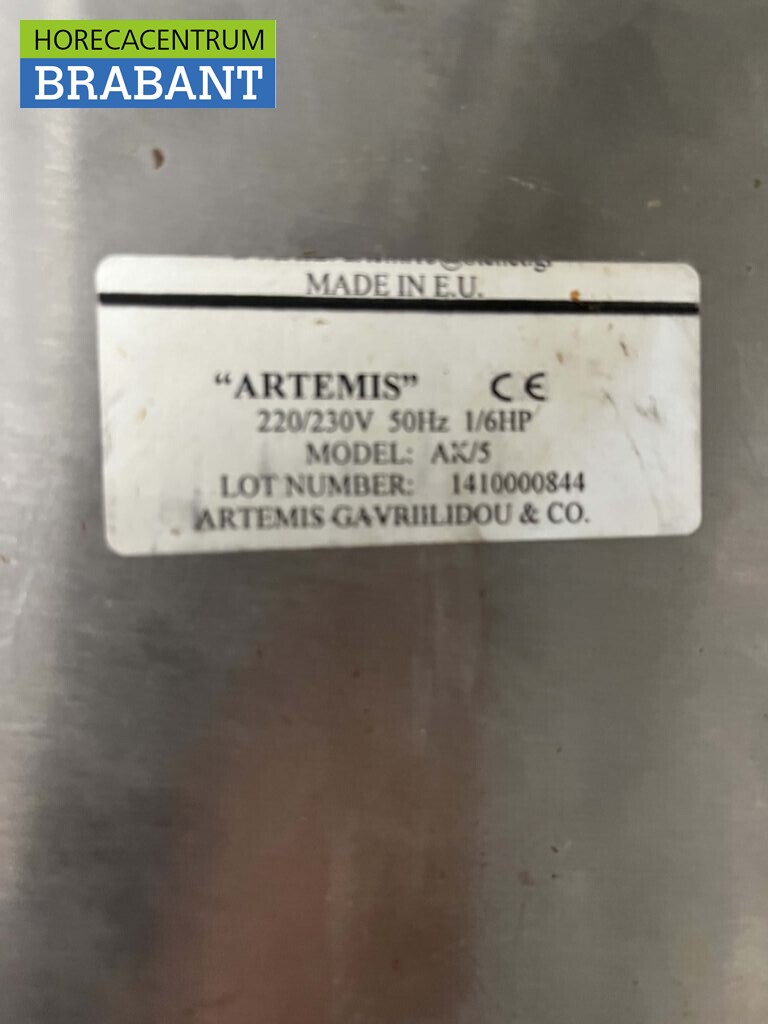 HORECACENTRUM
BRABANT
MADE IN E.U.
“ARTEMIS” CE
220/230V 50Hz 1/6HP
MODEL: AX/5
LOT NUMBER: 1410000844
ARTEMIS GAVRIILIDOU & CO.